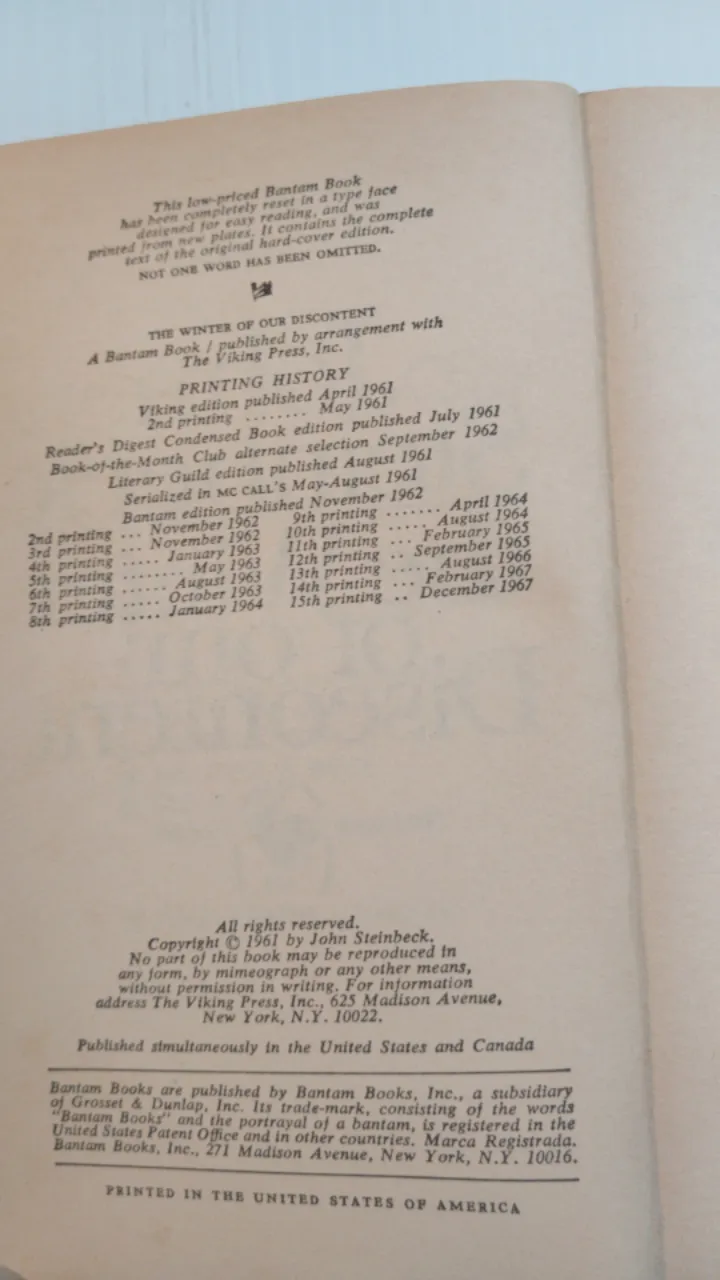 This low-priced Bantam Book
has been completely reset in a type face
designed for easy reading, and was
printed from new plates. It contains the complete
text of the original hard-cover edition.
NOT ONE WORD HAS BEEN OMITTED.
THE WINTER OF OUR DISCONTENT
A Bantam Book / published by arrangement with
The Viking Press, Inc.
PRINTING HISTORY
Viking edition published April 1961
2nd printing ........ May 1961
Reader's Digest Condensed Book edition published July 1961
Book-of-the-Month Club alternate selection September 1962
Literary Guild edition published August 1961
Serialized in MC CALL'S May-August 1961
Bantam edition published November 1962
2nd printing ... November 1962
3rd printing ... November 1962
4th printing ..... January 1963
5th printing ........ May 1963
6th printing ...... August 1963
7th printing ..... October 1963
8th printing ..... January 1964
9th printing ....... April 1964
10th printing ..... August 1964
11th printing ... February 1965
12th printing .. September 1965
13th printing ..... August 1966
14th printing ... February 1967
15th printing .. December 1967
All rights reserved.
Copyright © 1961 by John Steinbeck.
No part of this book may be reproduced in
any form, by mimeograph or any other means,
without permission in writing. For information
address The Viking Press, Inc., 625 Madison Avenue,
New York, N.Y. 10022.
Published simultaneously in the United States and Canada
Bantam Books are published by Bantam Books, Inc., a subsidiary
of Grosset & Dunlap, Inc. Its trade-mark, consisting of the words
"Bantam Books" and the portrayal of a bantam, is registered in the
United States Patent Office and in other countries. Marca Registrada.
Bantam Books, Inc., 271 Madison Avenue, New York, N.Y. 10016.
PRINTED IN THE UNITED STATES OF AMERICA